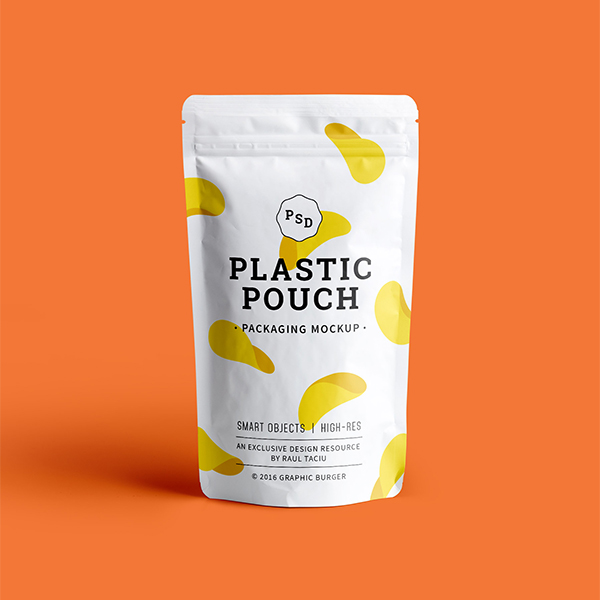 PSD
PLASTIC
POUCH
· PACKAGING MOCKUP ·
SMART OBJECTS | HIGH-RES
AN EXCLUSIVE DESIGN RESOURCE
BY RAUL TACIU
© 2016 GRAPHIC BURGER